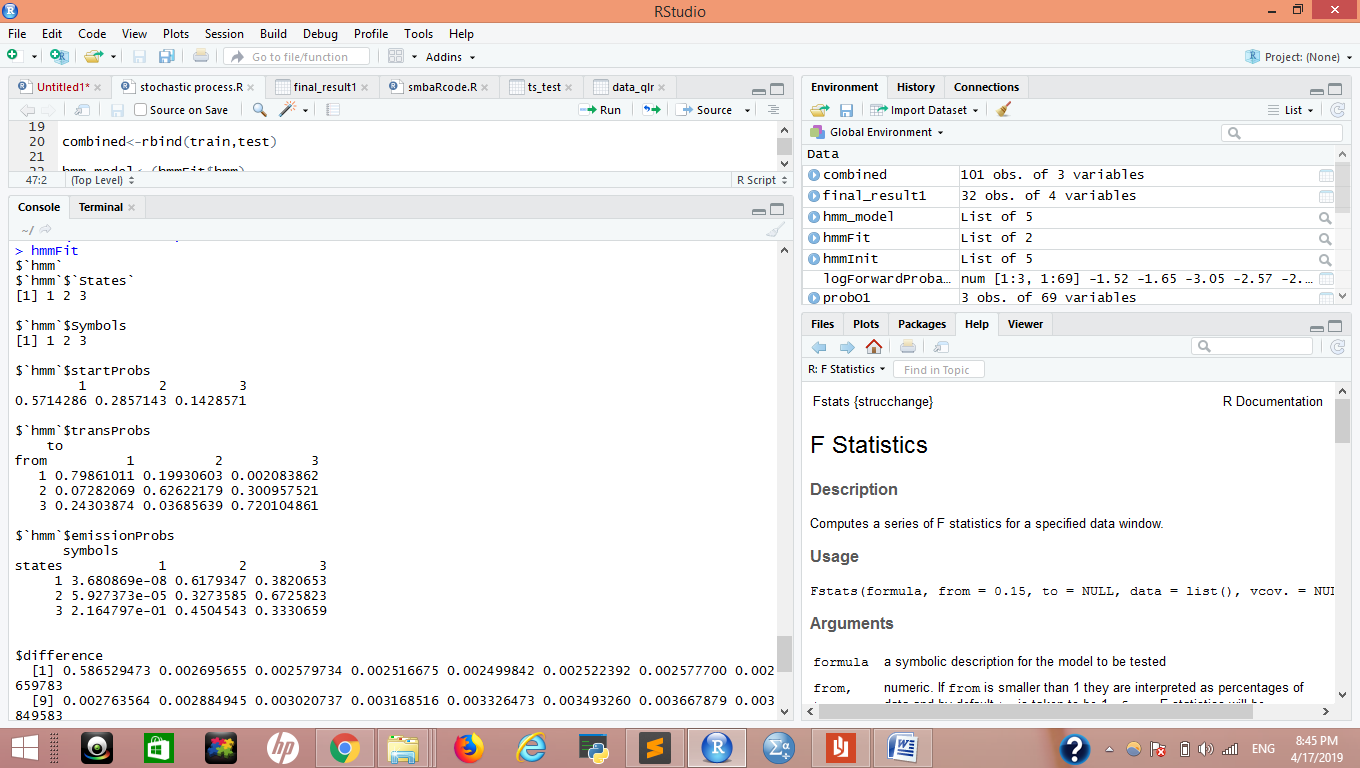 RStudio
File Edit Code View Plots Session Build Debug Profile Tools Help
Go to file/function Addins Project: (None)
Untitled1* stochastic process.R final_result1 smbaRcode.R ts_test data_qlr
Source on Save Run Source
19
20 combined<-rbind(train,test)
21
22 hmm_model<-(hmmFit$hmm)
47:2 (Top Level) R Script
Console Terminal
~/
> hmmFit
$`hmm`
$`hmm`$`States`
[1] 1 2 3
$`hmm`$Symbols
[1] 1 2 3
$`hmm`$startProbs
1 2 3
0.5714286 0.2857143 0.1428571
$`hmm`$transProbs
to
from 1 2 3
1 0.79861011 0.19930603 0.002083862
2 0.07282069 0.62622179 0.300957521
3 0.24303874 0.03685639 0.720104861
$`hmm`$emissionProbs
symbols
states 1 2 3
1 3.680869e-08 0.6179347 0.3820653
2 5.927373e-05 0.3273585 0.6725823
3 2.164797e-01 0.4504543 0.3330659
$difference
[1] 0.586529473 0.002695655 0.002579734 0.002516675 0.002499842 0.002522392 0.002577700 0.002
659783
[9] 0.002763564 0.002884945 0.003020737 0.003168516 0.003326473 0.003493260 0.003667879 0.003
849583
Environment History Connections
Import Dataset List
Global Environment
Data
combined 101 obs. of 3 variables
final_result1 32 obs. of 4 variables
hmm_model List of 5
hmmFit List of 2
hmmInit List of 5
logForwardProba… num [1:3, 1:69] -1.52 -1.65 -3.05 -2.57 -2.…
probO1 3 obs. of 69 variables
Files Plots Packages Help Viewer
R: F Statistics Find in Topic
Fstats {strucchange} R Documentation
F Statistics
Description
Computes a series of F statistics for a specified data window.
Usage
Fstats(formula, from = 0.15, to = NULL, data = list(), vcov. = NUI
Arguments
formula a symbolic description for the model to be tested
from, numeric. If from is smaller than 1 they are interpreted as percentages of
ENG
8:45 PM
4/17/2019